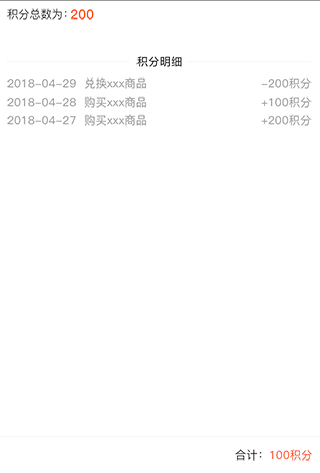 积分总数为：200
积分明细
2018-04-29 兑换xxx商品 -200积分
2018-04-28 购买xxx商品 +100积分
2018-04-27 购买xxx商品 +200积分
合计：100积分